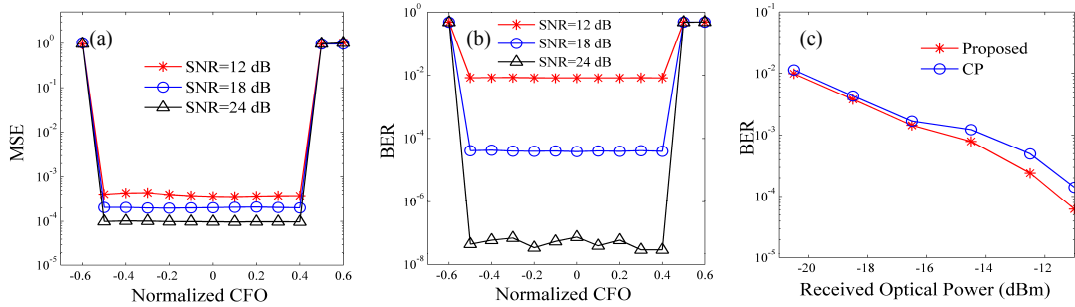 (a)
SNR=12 dB
SNR=18 dB
SNR=24 dB
MSE
10^0
10^-1
10^-2
10^-3
10^-4
10^-5
-0.6 -0.4 -0.2 0 0.2 0.4 0.6
Normalized CFO
(b)
SNR=12 dB
SNR=18 dB
SNR=24 dB
BER
10^0
10^-2
10^-4
10^-6
10^-8
-0.6 -0.4 -0.2 0 0.2 0.4 0.6
Normalized CFO
(c)
Proposed
CP
BER
10^-1
10^-2
10^-3
10^-4
10^-5
-20 -18 -16 -14 -12
Received Optical Power (dBm)